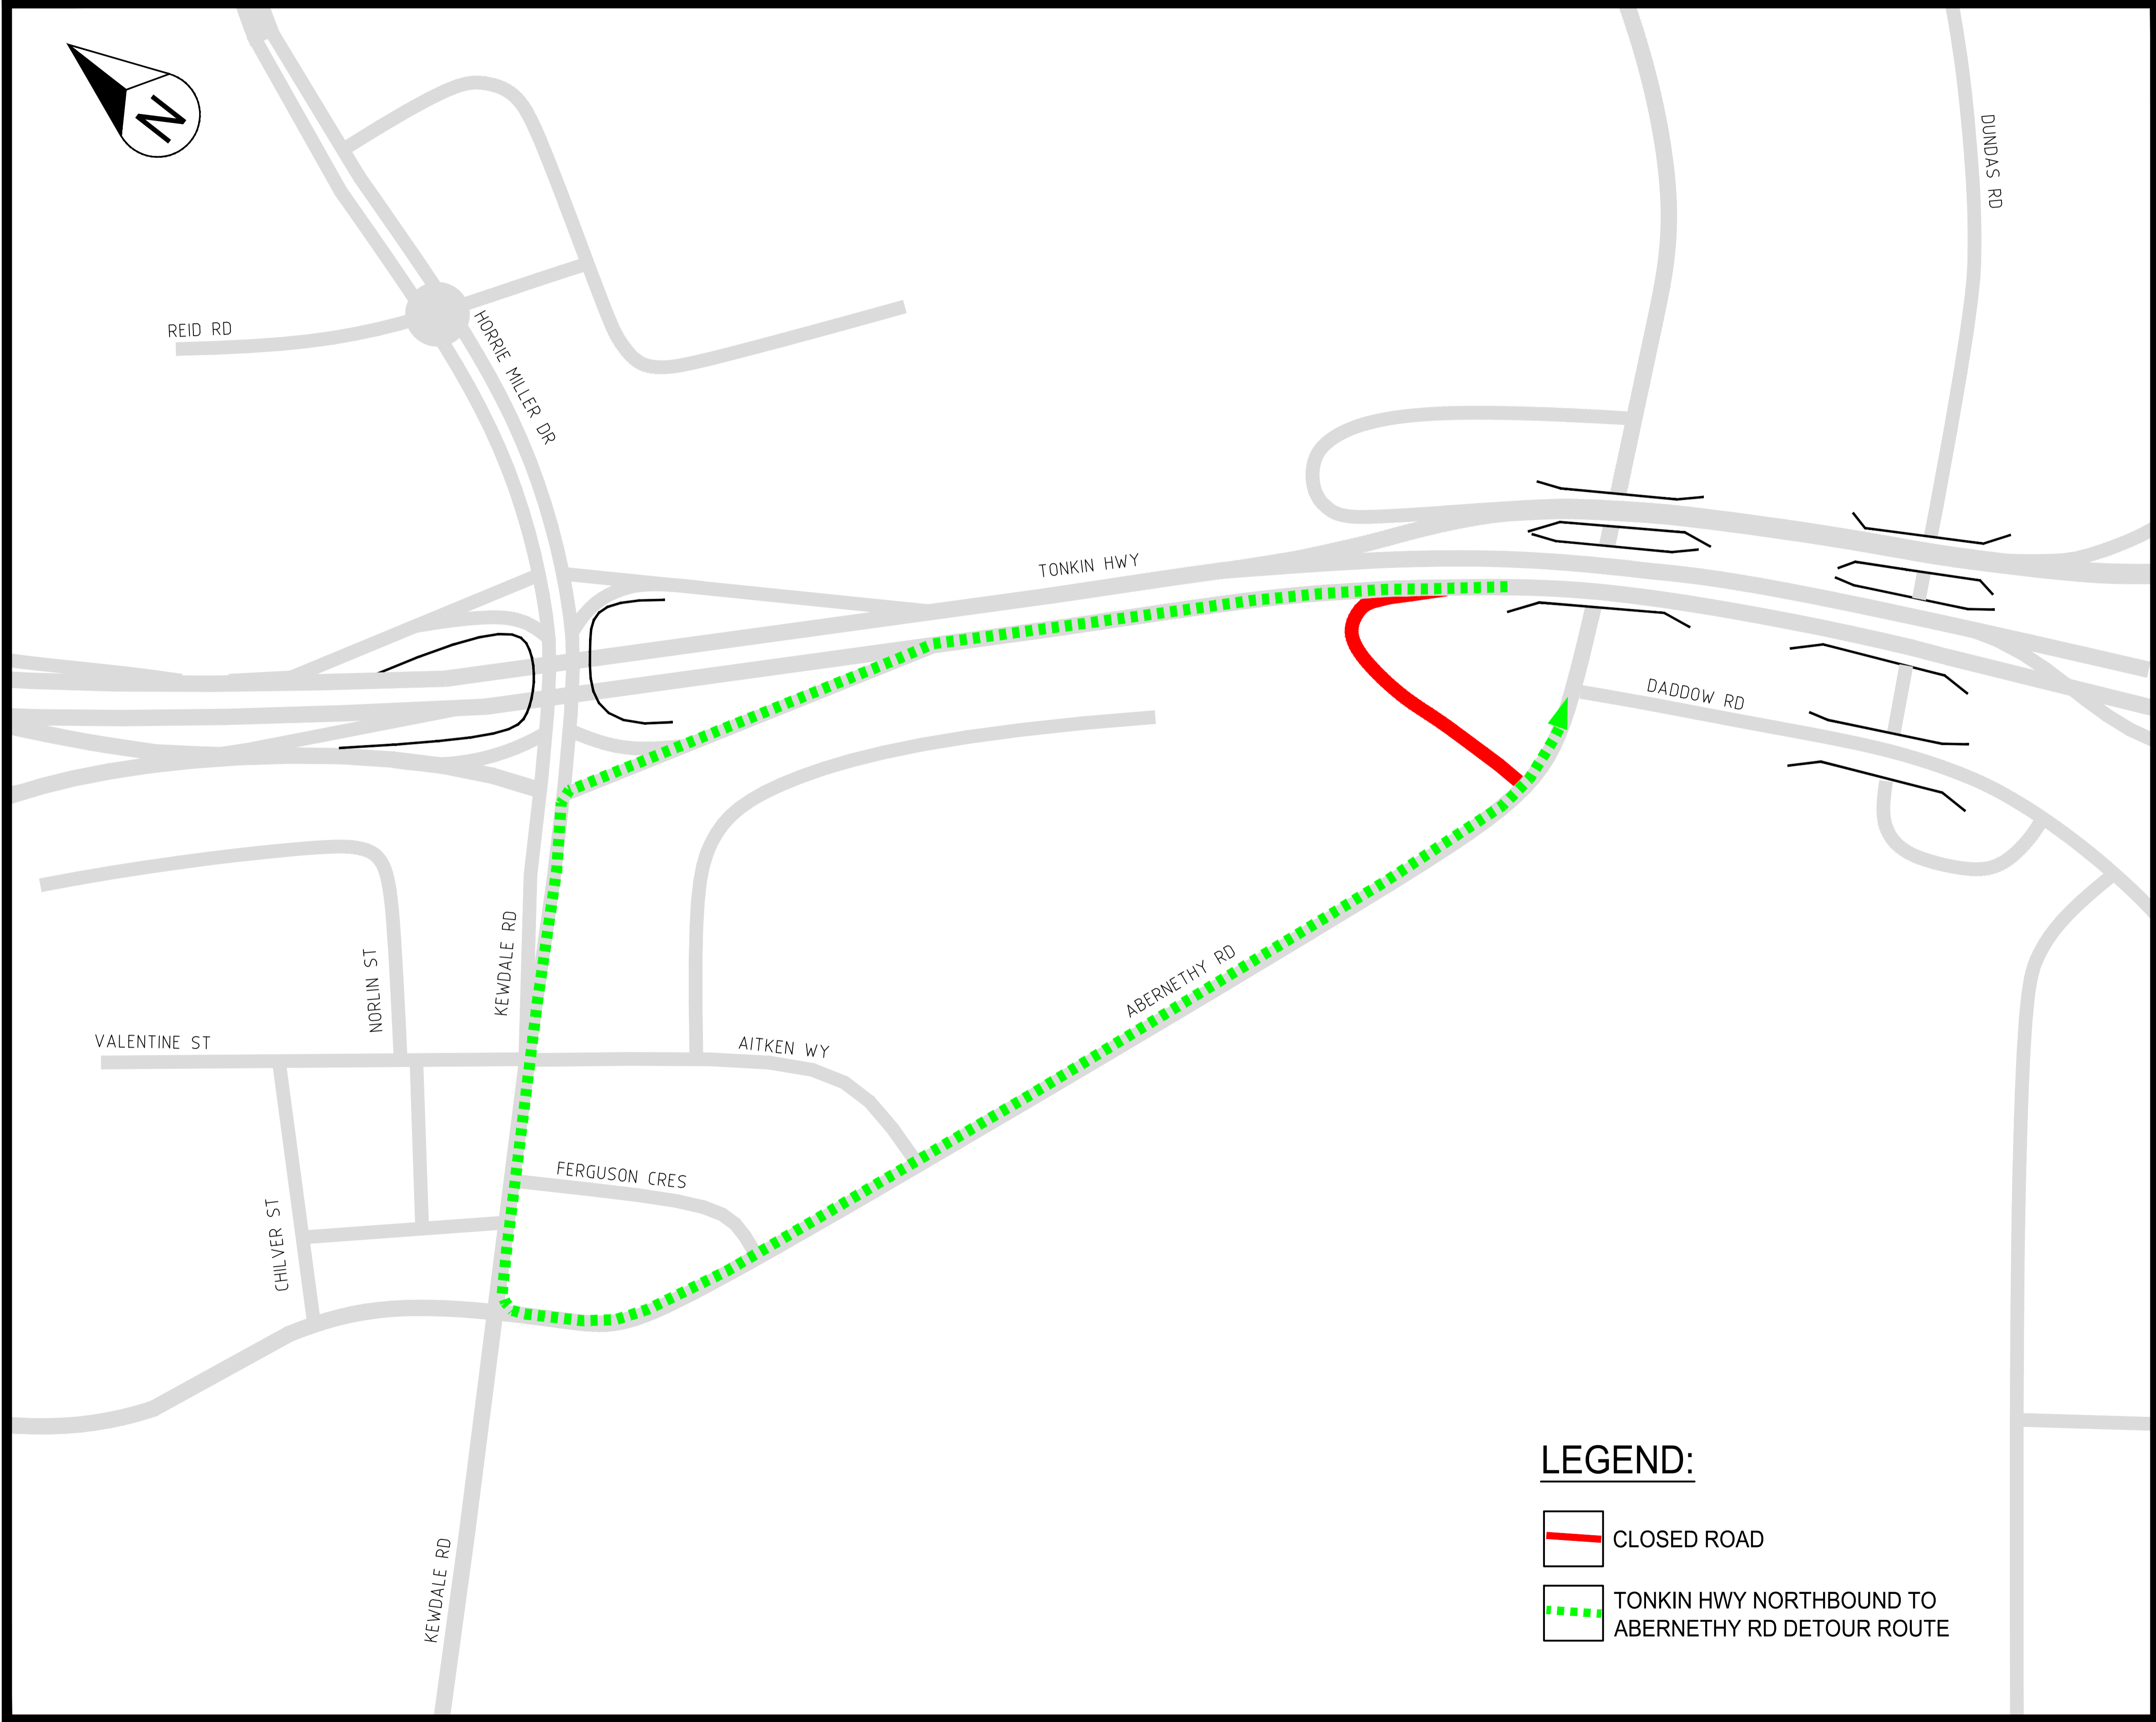 N
DUNDAS RD
REID RD
HORRIE MILLER DR
TONKIN HWY
DADDOW RD
KEWDALE RD
NORLIN ST
ABERNETHY RD
VALENTINE ST
AITKEN WY
FERGUSON CRES
CHILVER ST
KEWDALE RD
LEGEND:
CLOSED ROAD
TONKIN HWY NORTHBOUND TO
ABERNETHY RD DETOUR ROUTE